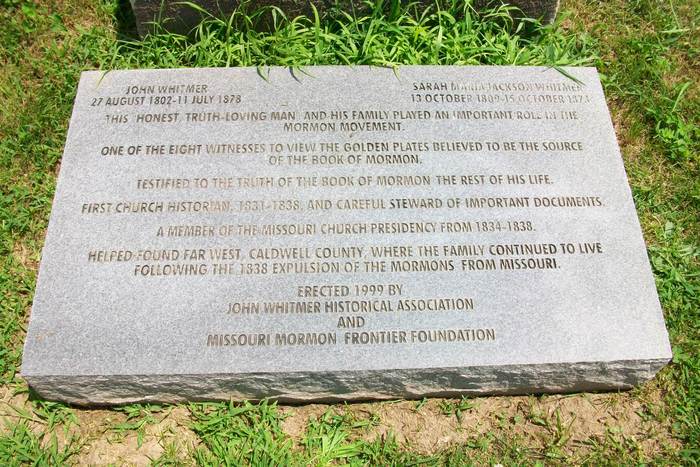 JOHN WHITMER SARAH MARIA JACKSON WHITMER
27 AUGUST 1802-11 JULY 1878 13 OCTOBER 1809-15 OCTOBER 1873
THIS HONEST, TRUTH-LOVING MAN AND HIS FAMILY PLAYED AN IMPORTANT ROLE IN THE
MORMON MOVEMENT.
ONE OF THE EIGHT WITNESSES TO VIEW THE GOLDEN PLATES BELIEVED TO BE THE SOURCE
OF THE BOOK OF MORMON.
TESTIFIED TO THE TRUTH OF THE BOOK OF MORMON THE REST OF HIS LIFE.
FIRST CHURCH HISTORIAN, 1831-1838, AND CAREFUL STEWARD OF IMPORTANT DOCUMENTS.
A MEMBER OF THE MISSOURI CHURCH PRESIDENCY FROM 1834-1838.
HELPED FOUND FAR WEST, CALDWELL COUNTY, WHERE THE FAMILY CONTINUED TO LIVE
FOLLOWING THE 1838 EXPULSION OF THE MORMONS FROM MISSOURI.
ERECTED 1999 BY
JOHN WHITMER HISTORICAL ASSOCIATION
AND
MISSOURI MORMON FRONTIER FOUNDATION